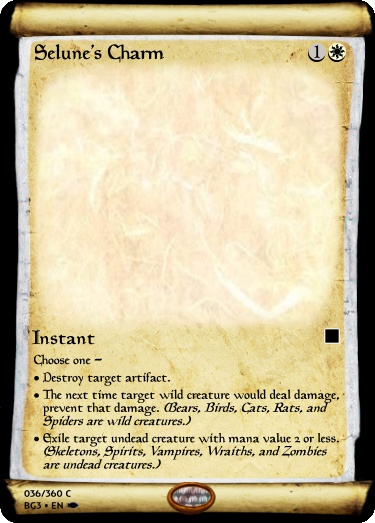 Selune's Charm 1
Instant
Choose one –
• Destroy target artifact.
• The next time target wild creature would deal damage,
prevent that damage. (Bears, Birds, Cats, Rats, and
Spiders are wild creatures.)
• Exile target undead creature with mana value 2 or less.
(Skeletons, Spirits, Vampires, Wraiths, and Zombies
are undead creatures.)
036/360 C
BG3 • EN